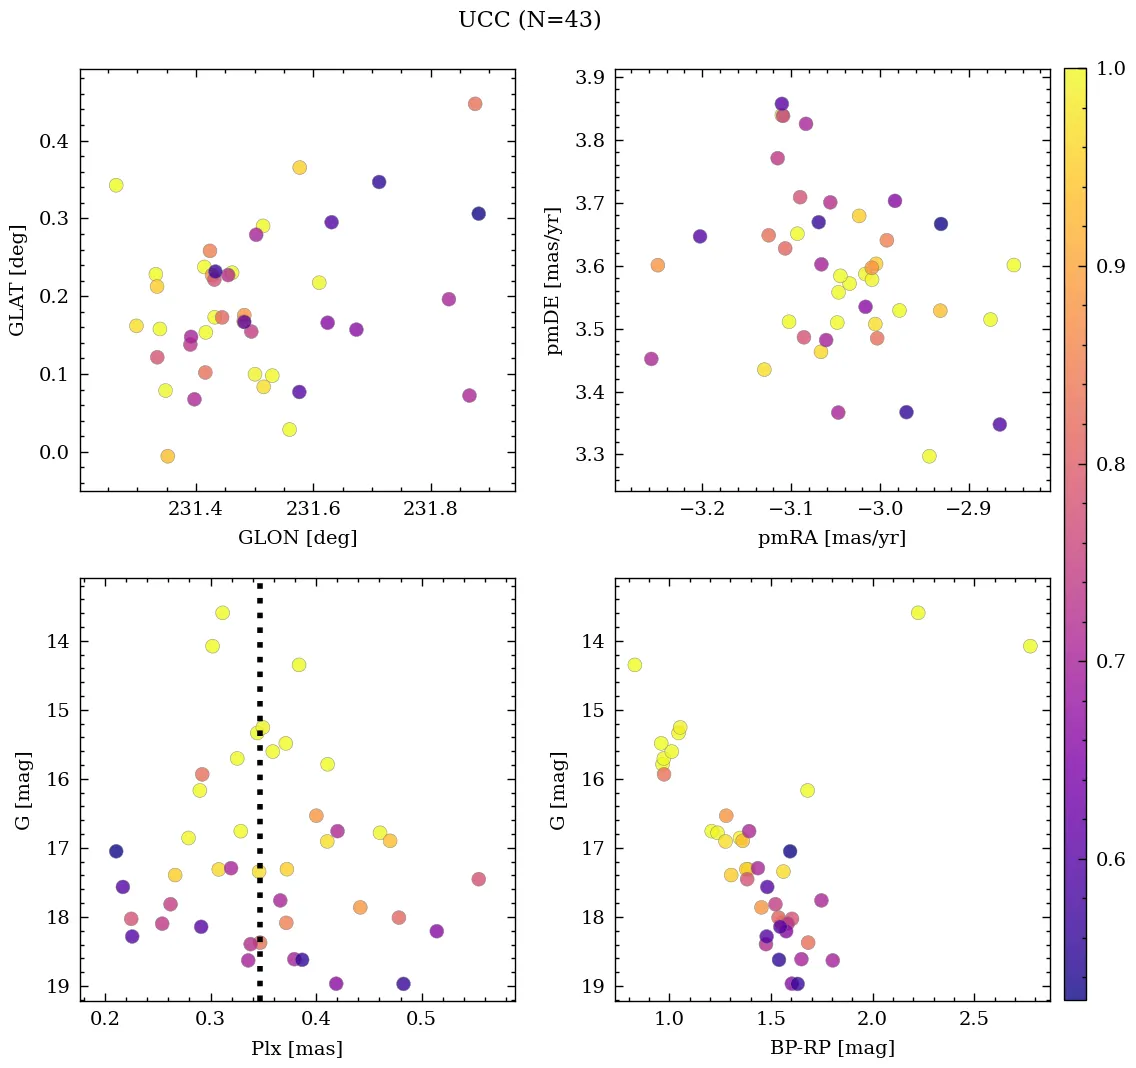 UCC (N=43)
0.4
0.3
0.2
0.1
0.0
GLAT [deg]
231.4 231.6 231.8
GLON [deg]
3.9
3.8
3.7
3.6
3.5
3.4
3.3
pmDE [mas/yr]
−3.2 −3.1 −3.0 −2.9
pmRA [mas/yr]
14
15
16
17
18
19
G [mag]
0.2 0.3 0.4 0.5
Plx [mas]
14
15
16
17
18
19
G [mag]
1.0 1.5 2.0 2.5
BP-RP [mag]
1.0
0.9
0.8
0.7
0.6